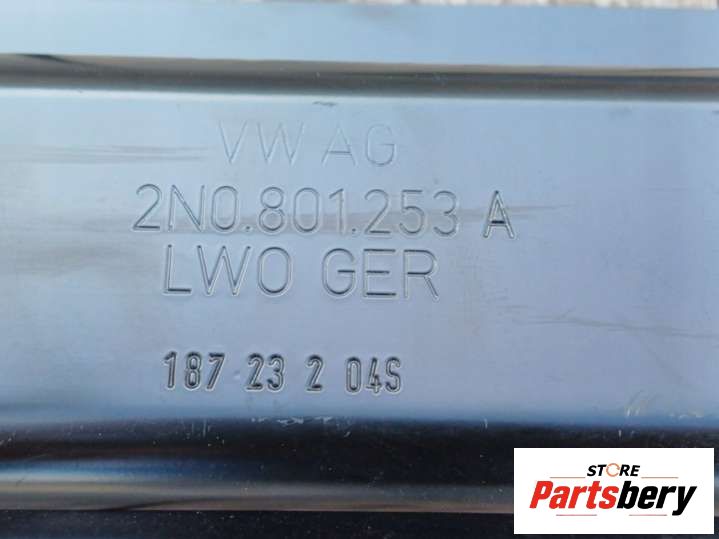 VW AG
2N0.801.253 A
LWO GER
187 23 2 04S
STORE
Partsbery